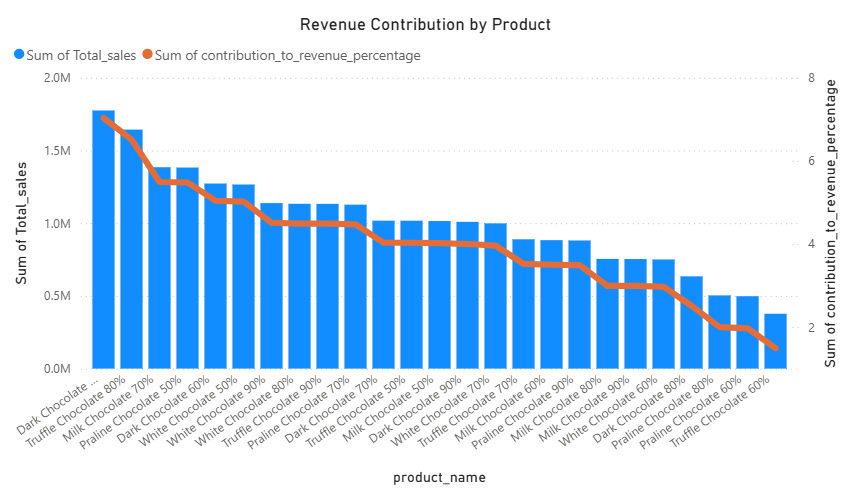 Revenue Contribution by Product
Sum of Total_sales Sum of contribution_to_revenue_percentage
2.0M
1.5M
1.0M
0.5M
0.0M
Sum of Total_sales
8
6
4
2
Sum of contribution_to_revenue_percentage
Dark Chocolate ...
Truffle Chocolate 80%
Milk Chocolate 70%
Praline Chocolate 50%
Dark Chocolate 60%
White Chocolate 50%
White Chocolate 90%
White Chocolate 80%
Truffle Chocolate 90%
Praline Chocolate 70%
Dark Chocolate 70%
Truffle Chocolate 50%
Milk Chocolate 50%
Dark Chocolate 90%
White Chocolate 70%
Truffle Chocolate 70%
Milk Chocolate 60%
Praline Chocolate 90%
Milk Chocolate 80%
Milk Chocolate 90%
White Chocolate 60%
Dark Chocolate 80%
Praline Chocolate 80%
Praline Chocolate 60%
Truffle Chocolate 60%
product_name